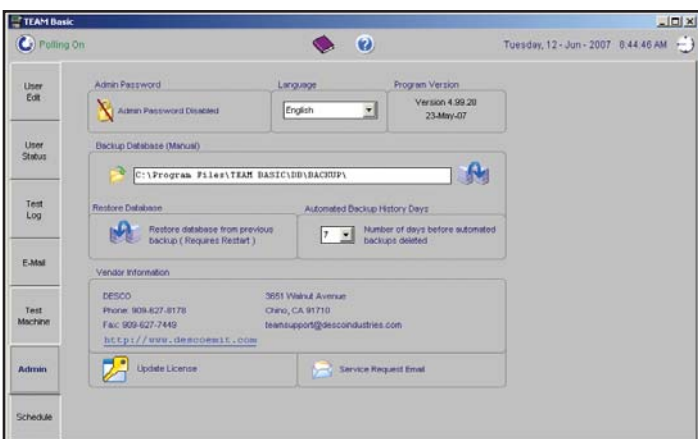 TEAM Basic
Polling On
Tuesday, 12 - Jun - 2007 8:44:46 AM
User Edit
User Status
Test Log
E-Mail
Test Machine
Admin
Schedule
Admin Password
Language
Program Version
Admin Password Disabled
English
Version 4.99.28
23-May-07
Backup Database (Manual)
C:\Program Files\TEAM BASIC\DB\BACKUP\
Restore Database
Automated Backup History Days
Restore database from previous
backup ( Requires Restart )
7
Number of days before automated
backups deleted
Vendor Information
DESCO
3651 Walnut Avenue
Phone: 909-627-8178
Chino, CA 91710
Fax: 909-627-7449
teamsupport@descoindustries.com
http://www.descoemit.com
Update License
Service Request Email